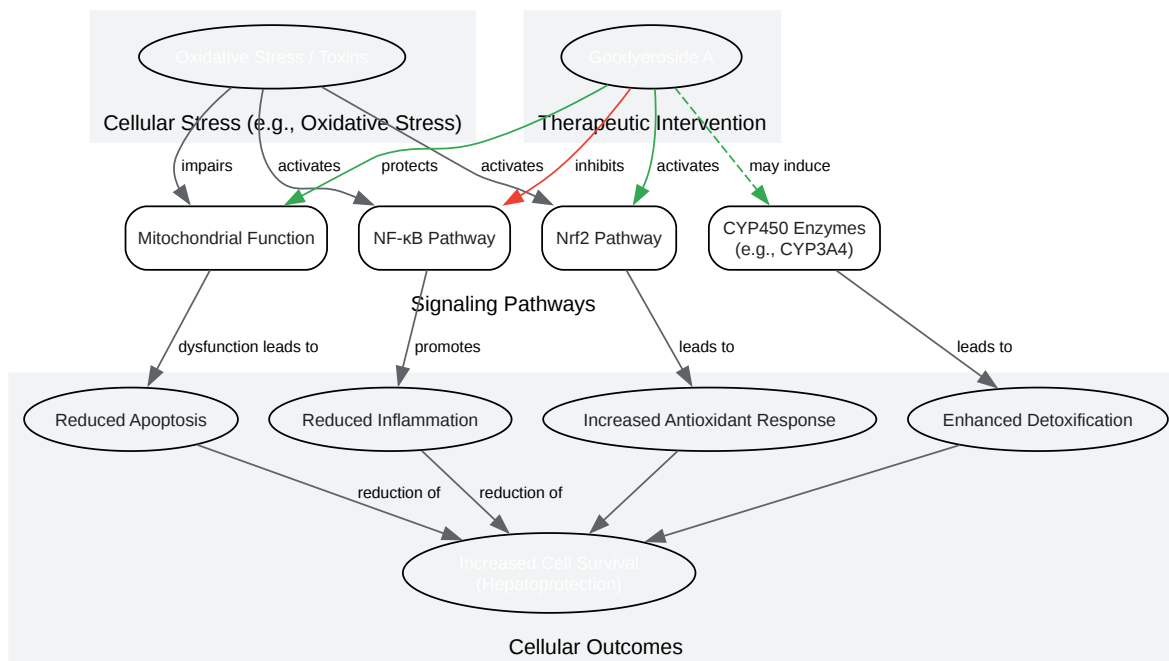 Oxidative Stress / Toxins
Goodyeroside A
Cellular Stress (e.g., Oxidative Stress)
Therapeutic Intervention
impairs
activates
protects
activates
inhibits
activates
may induce
Mitochondrial Function
NF-κB Pathway
Nrf2 Pathway
CYP450 Enzymes
(e.g., CYP3A4)
Signaling Pathways
dysfunction leads to
promotes
leads to
leads to
Reduced Apoptosis
Reduced Inflammation
Increased Antioxidant Response
Enhanced Detoxification
reduction of
reduction of
Increased Cell Survival
(Hepatoprotection)
Cellular Outcomes